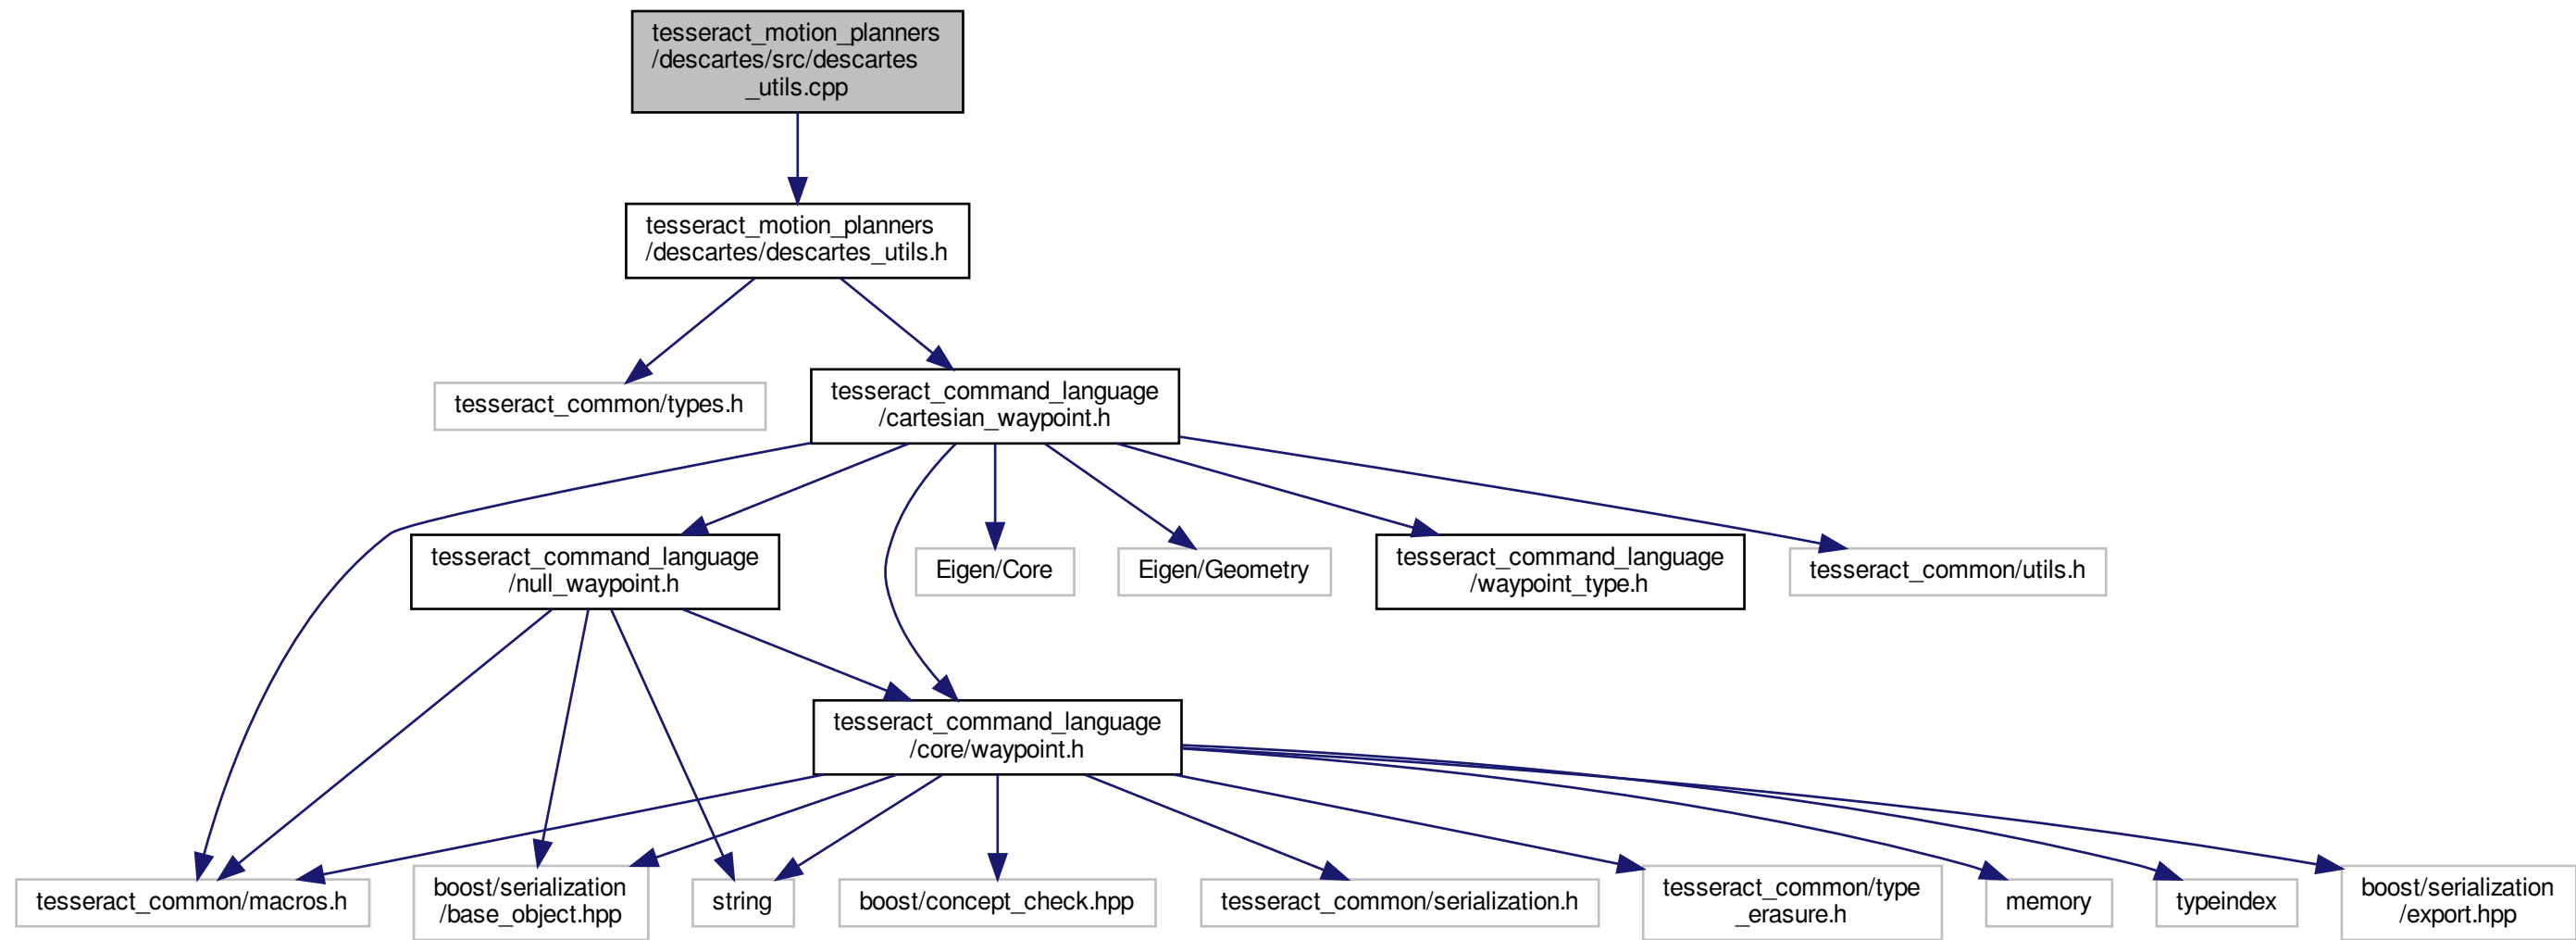 tesseract_motion_planners
/descartes/src/descartes
_utils.cpp
tesseract_motion_planners
/descartes/descartes_utils.h
tesseract_common/types.h
tesseract_command_language
/cartesian_waypoint.h
tesseract_command_language
/null_waypoint.h
Eigen/Core
Eigen/Geometry
tesseract_command_language
/waypoint_type.h
tesseract_common/utils.h
tesseract_command_language
/core/waypoint.h
tesseract_common/macros.h
boost/serialization
/base_object.hpp
string
boost/concept_check.hpp
tesseract_common/serialization.h
tesseract_common/type
_erasure.h
memory
typeindex
boost/serialization
/export.hpp